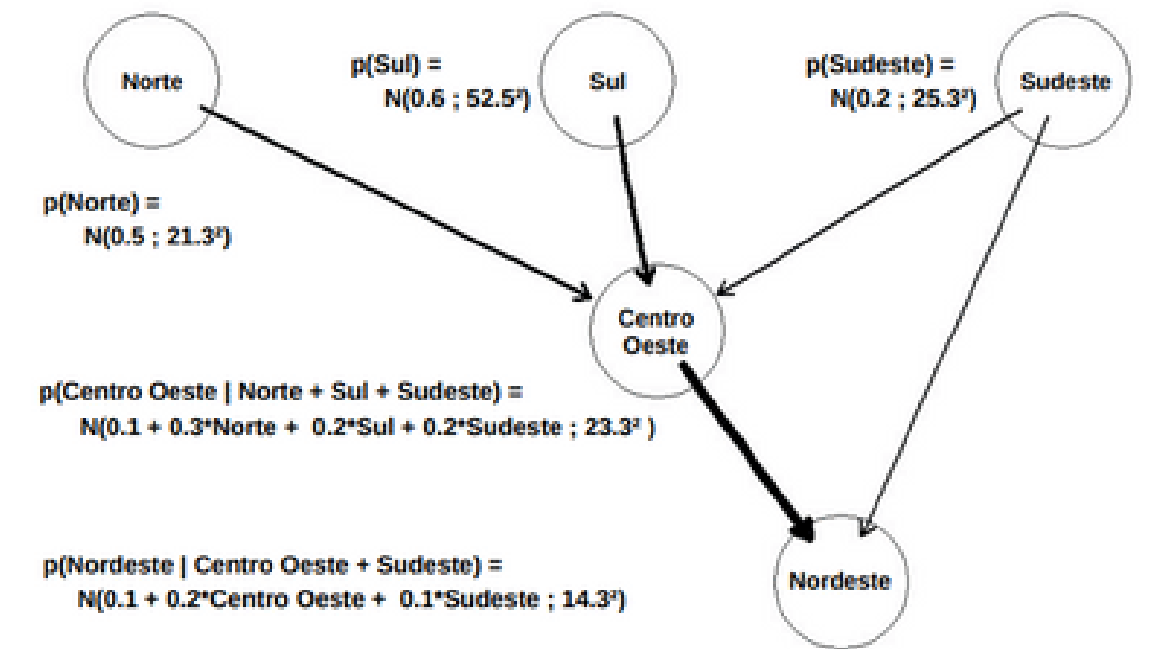 Norte
p(Sul) =
N(0.6 ; 52.5²)
Sul
p(Sudeste) =
N(0.2 ; 25.3²)
Sudeste
p(Norte) =
N(0.5 ; 21.3²)
Centro
Oeste
p(Centro Oeste | Norte + Sul + Sudeste) =
N(0.1 + 0.3*Norte + 0.2*Sul + 0.2*Sudeste ; 23.3² )
p(Nordeste | Centro Oeste + Sudeste) =
N(0.1 + 0.2*Centro Oeste + 0.1*Sudeste ; 14.3²)
Nordeste